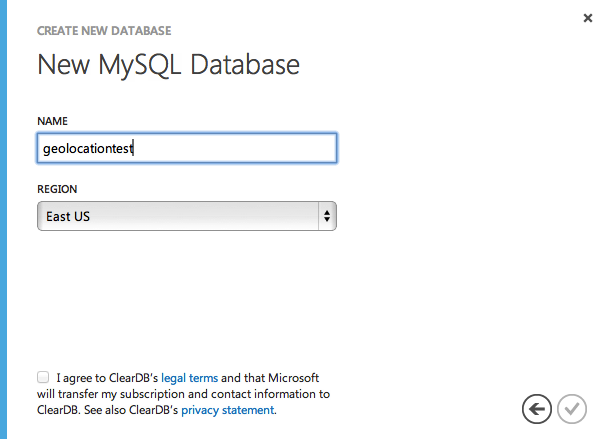 CREATE NEW DATABASE
New MySQL Database
NAME
geolocationtest
REGION
East US
I agree to ClearDB's legal terms and that Microsoft
will transfer my subscription and contact information to
ClearDB. See also ClearDB's privacy statement.